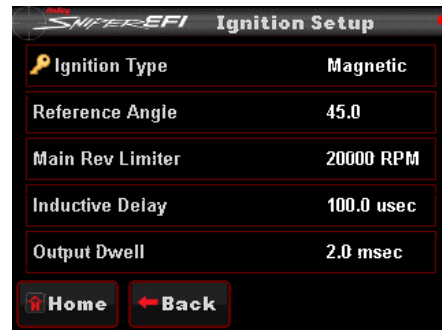 Holley
SNIPER EFI Ignition Setup
Ignition Type Magnetic
Reference Angle 45.0
Main Rev Limiter 20000 RPM
Inductive Delay 100.0 usec
Output Dwell 2.0 msec
Home Back